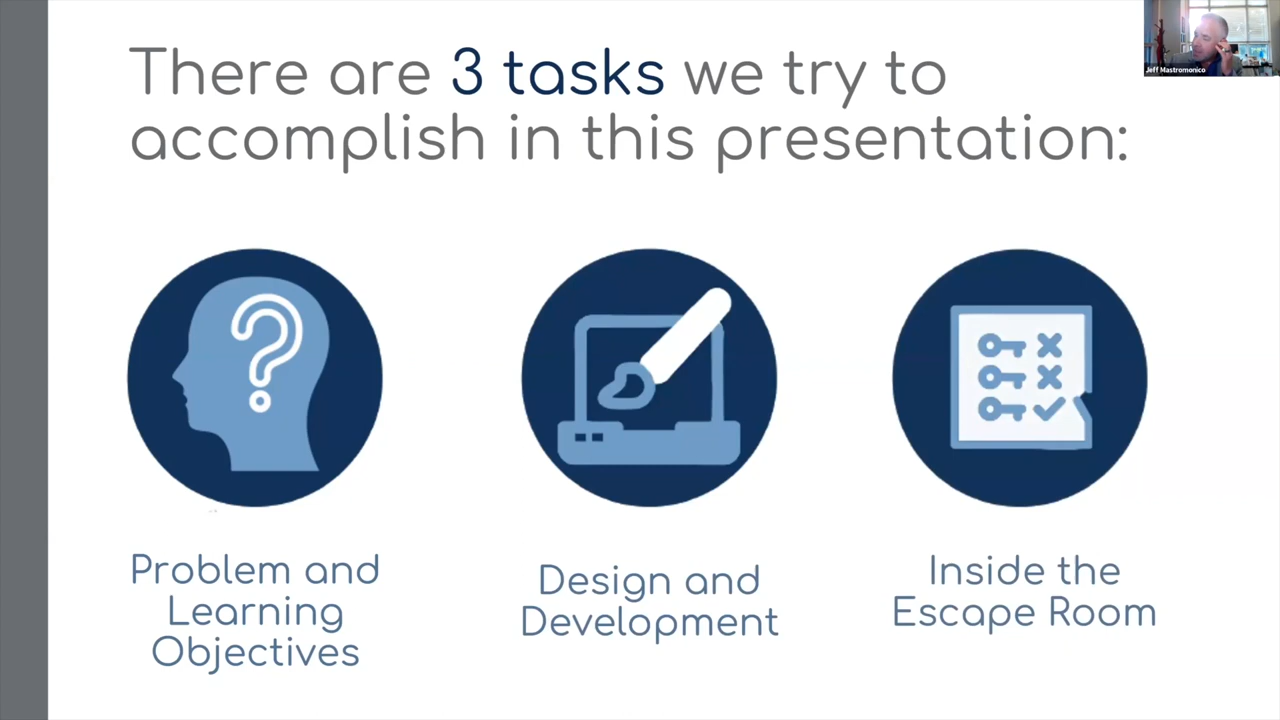 There are 3 tasks we try to
accomplish in this presentation:
Jeff Mastromonico
Problem and
Learning
Objectives
Design and
Development
Inside the
Escape Room